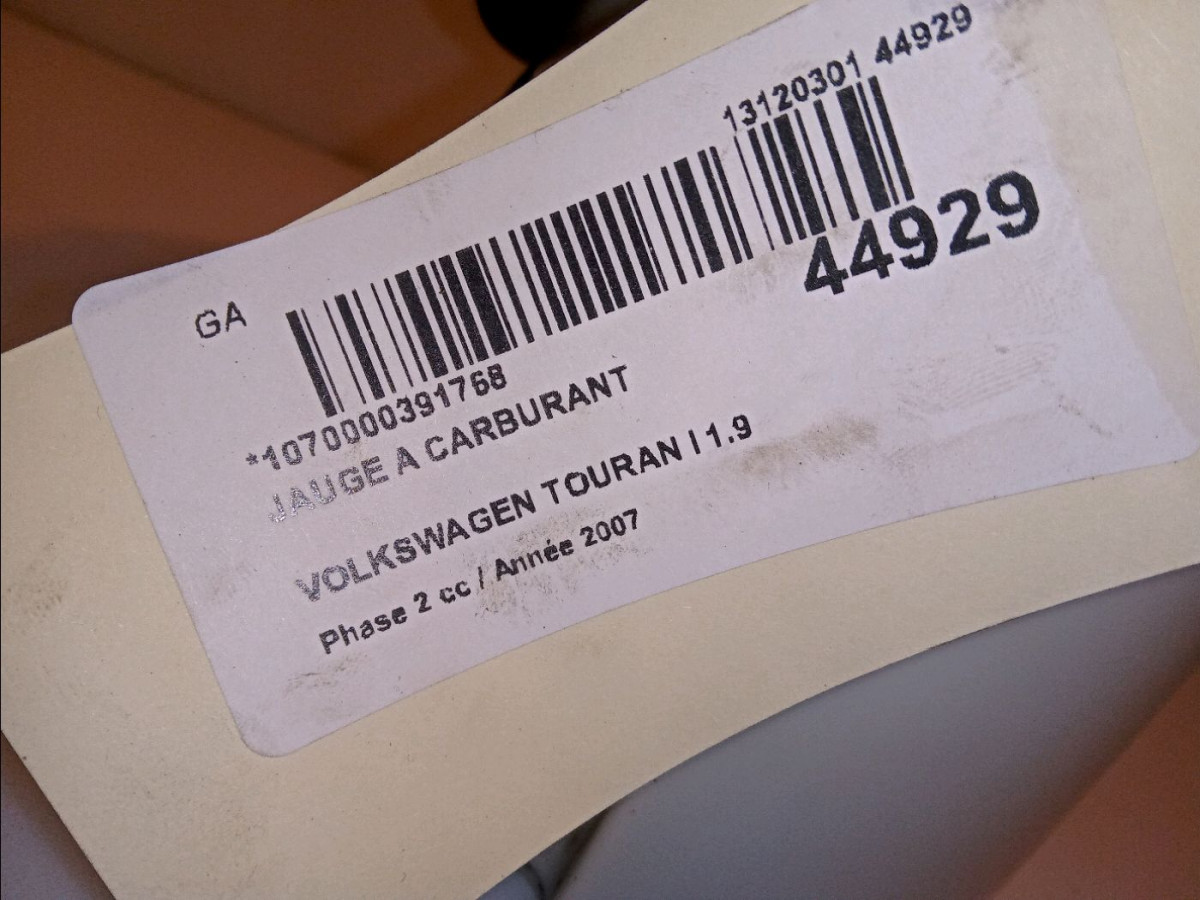 13120301 44929
GA
44929
*1070000391768
JAUGE A CARBURANT
VOLKSWAGEN TOURAN I 1.9
Phase 2 cc / Année 2007